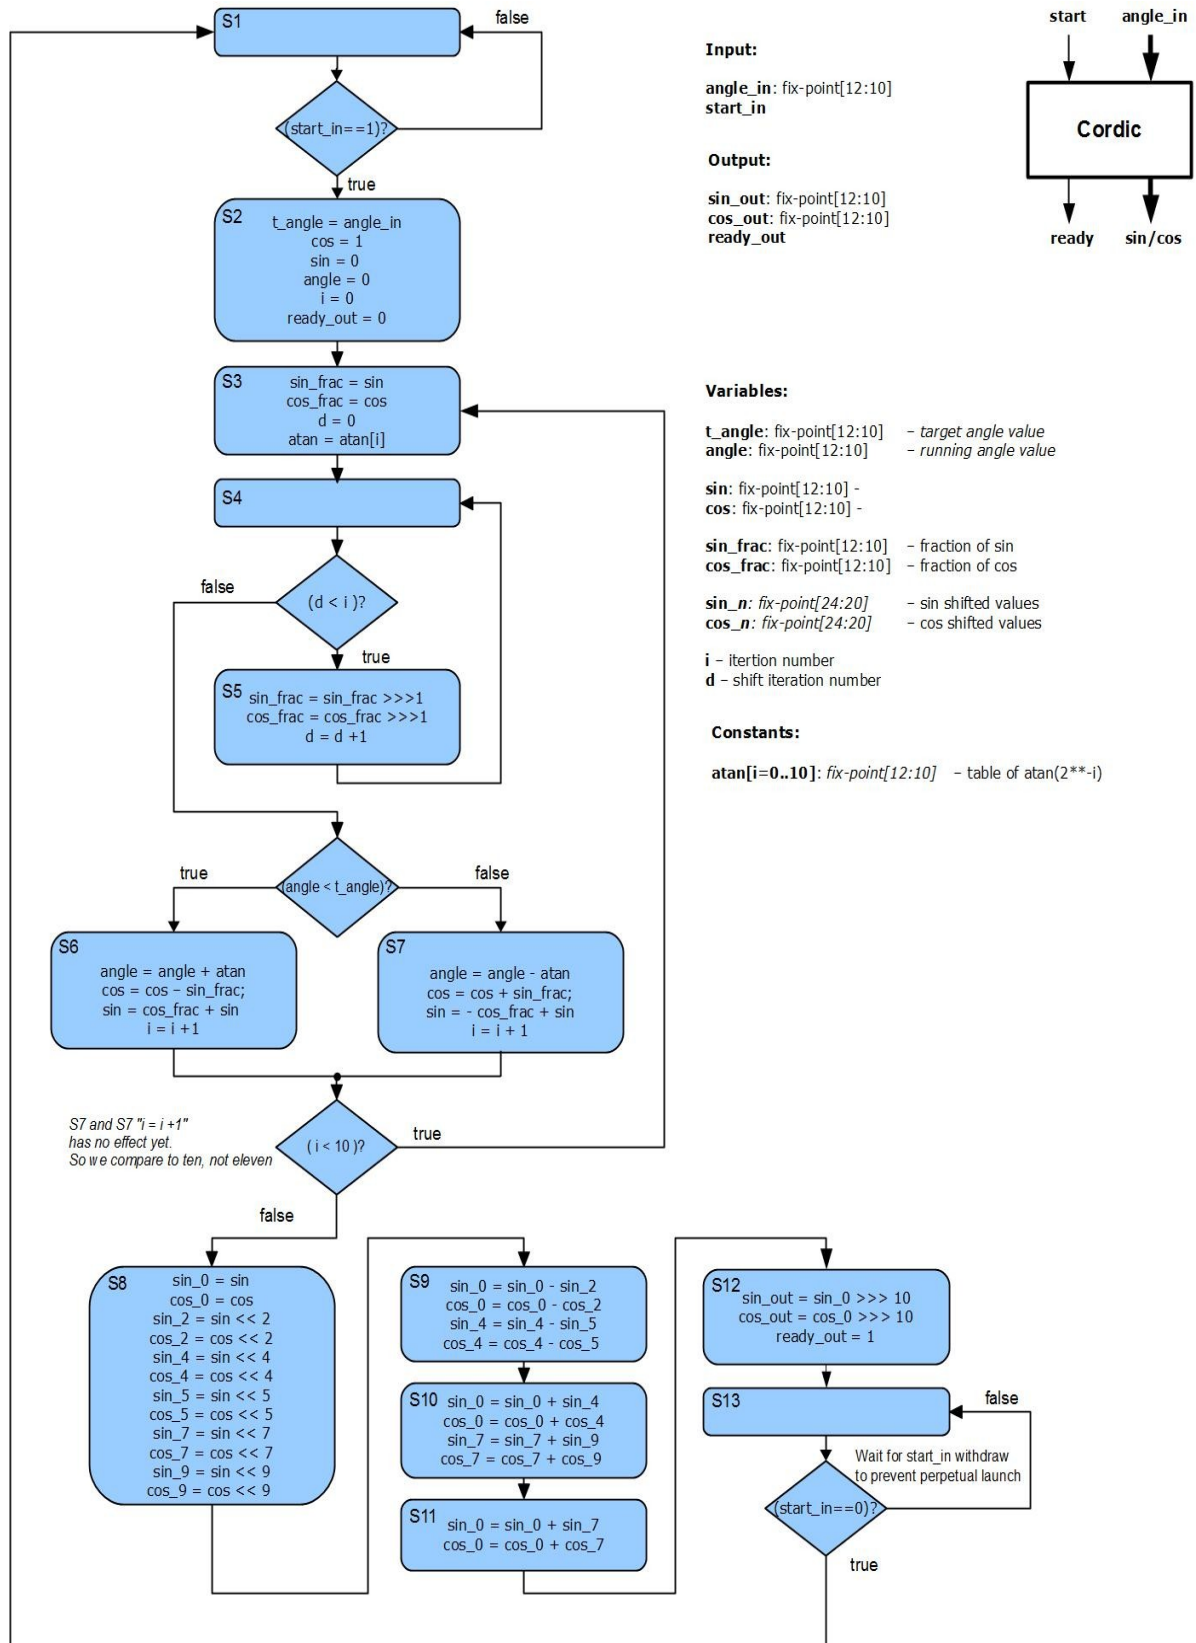 S1
false
(start_in==1)?
true
S2
t_angle = angle_in
cos = 1
sin = 0
angle = 0
i = 0
ready_out = 0
S3
sin_frac = sin
cos_frac = cos
d = 0
atan = atan[i]
S4
false
(d < i )?
true
S5
sin_frac = sin_frac >>>1
cos_frac = cos_frac >>>1
d = d +1
true
(angle < t_angle)?
false
S6
angle = angle + atan
cos = cos – sin_frac;
sin = cos_frac + sin
i = i +1
S7
angle = angle - atan
cos = cos + sin_frac;
sin = - cos_frac + sin
i = i + 1
S7 and S7 "i = i +1"
has no effect yet.
So we compare to ten, not eleven
( i < 10 )?
true
false
S8
sin_0 = sin
cos_0 = cos
sin_2 = sin << 2
cos_2 = cos << 2
sin_4 = sin << 4
cos_4 = cos << 4
sin_5 = sin << 5
cos_5 = cos << 5
sin_7 = sin << 7
cos_7 = cos << 7
sin_9 = sin << 9
cos_9 = cos << 9
S9
sin_0 = sin_0 - sin_2
cos_0 = cos_0 - cos_2
sin_4 = sin_4 - sin_5
cos_4 = cos_4 - cos_5
S10
sin_0 = sin_0 + sin_4
cos_0 = cos_0 + cos_4
sin_7 = sin_7 + sin_9
cos_7 = cos_7 + cos_9
S11
sin_0 = sin_0 + sin_7
cos_0 = cos_0 + cos_7
S12
sin_out = sin_0 >>> 10
cos_out = cos_0 >>> 10
ready_out = 1
S13
false
Wait for start_in withdraw
to prevent perpetual launch
(start_in==0)?
true
Input:
angle_in: fix-point[12:10]
start_in
Output:
sin_out: fix-point[12:10]
cos_out: fix-point[12:10]
ready_out
start angle_in
Cordic
ready sin/cos
Variables:
t_angle: fix-point[12:10] – target angle value
angle: fix-point[12:10] – running angle value
sin: fix-point[12:10] -
cos: fix-point[12:10] -
sin_frac: fix-point[12:10] – fraction of sin
cos_frac: fix-point[12:10] – fraction of cos
sin_n: fix-point[24:20] – sin shifted values
cos_n: fix-point[24:20] – cos shifted values
i – itertion number
d – shift iteration number
Constants:
atan[i=0..10]: fix-point[12:10] – table of atan(2**-i)